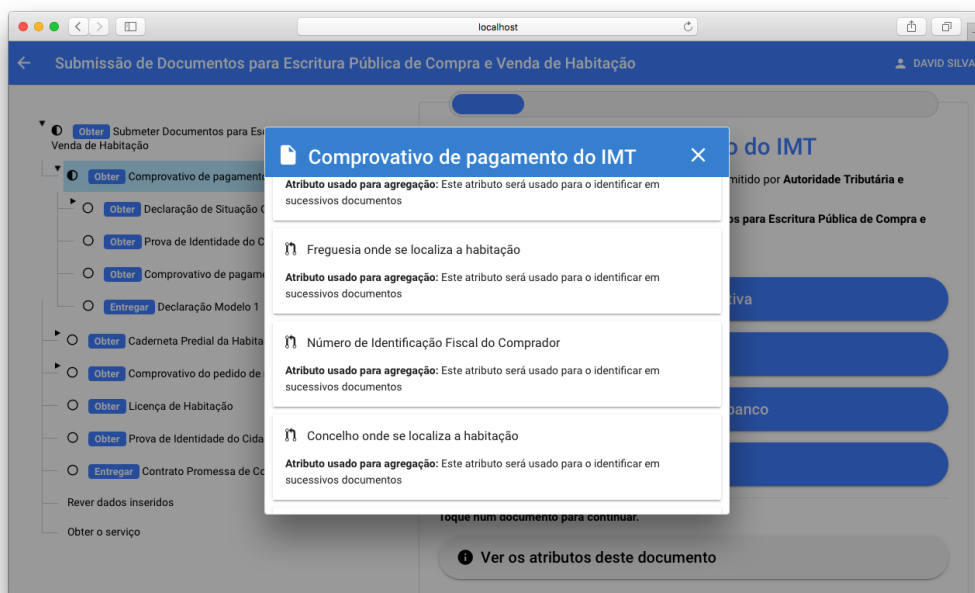 localhost
Submissão de Documentos para Escritura Pública de Compra e Venda de Habitação
DAVID SILVA
Obter Submeter Documentos para Es
Venda de Habitação
Obter Comprovativo de pagamento
Obter Declaração de Situação
Obter Prova de Identidade do
Obter Comprovativo de
Entregar Declaração Modelo 1
Obter Caderneta Predial da Habita
Obter Comprovativo do pedido de
Obter Licença de Habitação
Obter Prova de Identidade do Cida
Entregar Contrato Promessa de Co
Rever dados inseridos
Obter o serviço
Comprovativo de pagamento do IMT
Atributo usado para agregação: Este atributo será usado para o identificar em
sucessivos documentos
Freguesia onde se localiza a habitação
Atributo usado para agregação: Este atributo será usado para o identificar em
sucessivos documentos
Número de Identificação Fiscal do Comprador
Atributo usado para agregação: Este atributo será usado para o identificar em
sucessivos documentos
Concelho onde se localiza a habitação
Atributo usado para agregação: Este atributo será usado para o identificar em
sucessivos documentos
do IMT
mitido por Autoridade Tributária e
os para Escritura Pública de Compra e
tiva
banco
Toque num documento para continuar.
Ver os atributos deste documento